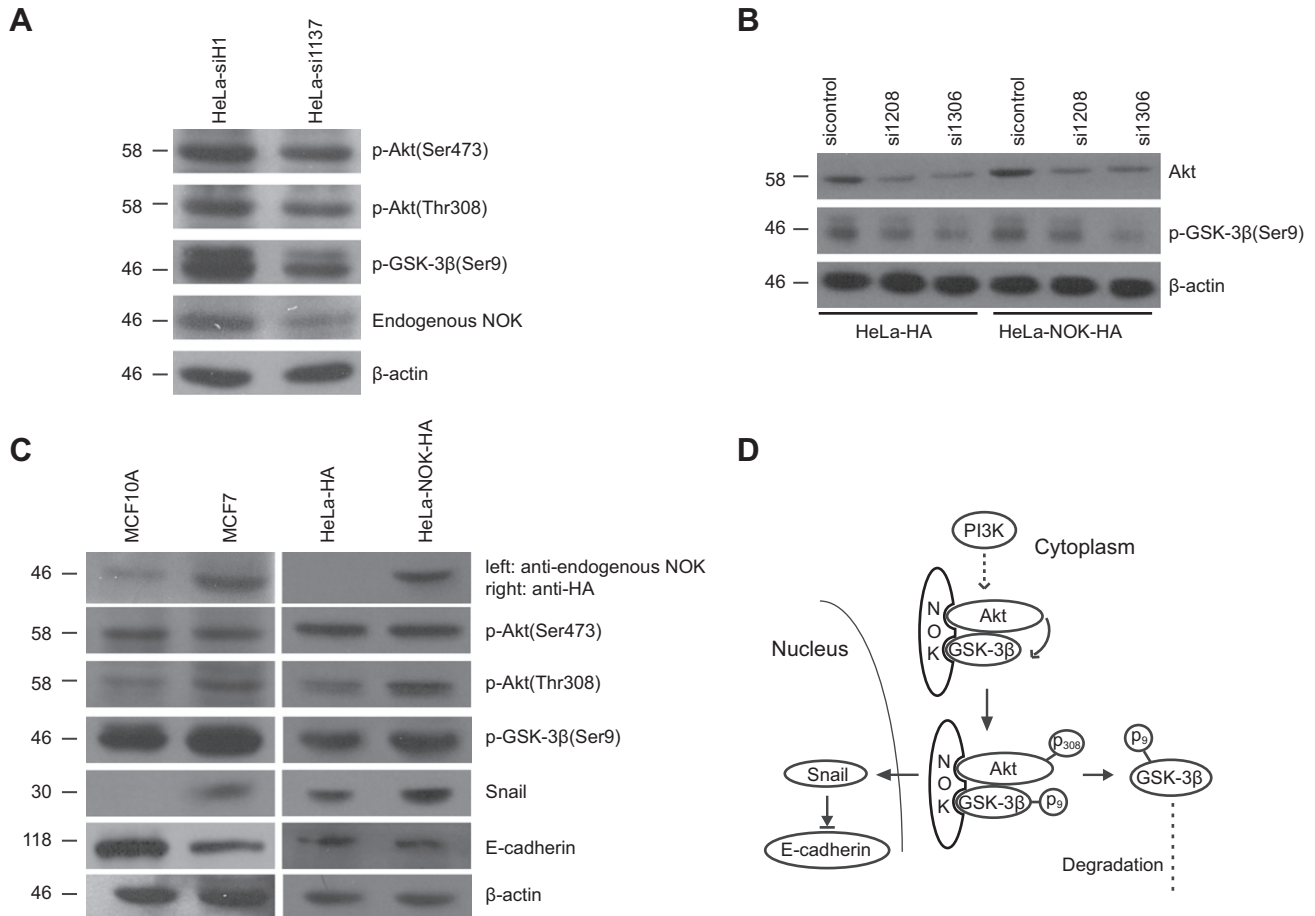 A
HeLa-siH1
HeLa-si1137
58
p-Akt(Ser473)
58
p-Akt(Thr308)
46
p-GSK-3β(Ser9)
46
Endogenous NOK
46
β-actin
B
sicontrol
si1208
si1306
sicontrol
si1208
si1306
58
Akt
46
p-GSK-3β(Ser9)
46
β-actin
HeLa-HA
HeLa-NOK-HA
C
MCF10A
MCF7
HeLa-HA
HeLa-NOK-HA
46
left: anti-endogenous NOK
right: anti-HA
58
p-Akt(Ser473)
58
p-Akt(Thr308)
46
p-GSK-3β(Ser9)
30
Snail
118
E-cadherin
46
β-actin
D
PI3K
Cytoplasm
NOK
Akt
GSK-3β
Nucleus
NOK
Akt
p308
GSK-3β
p9
p9
GSK-3β
Snail
E-cadherin
Degradation